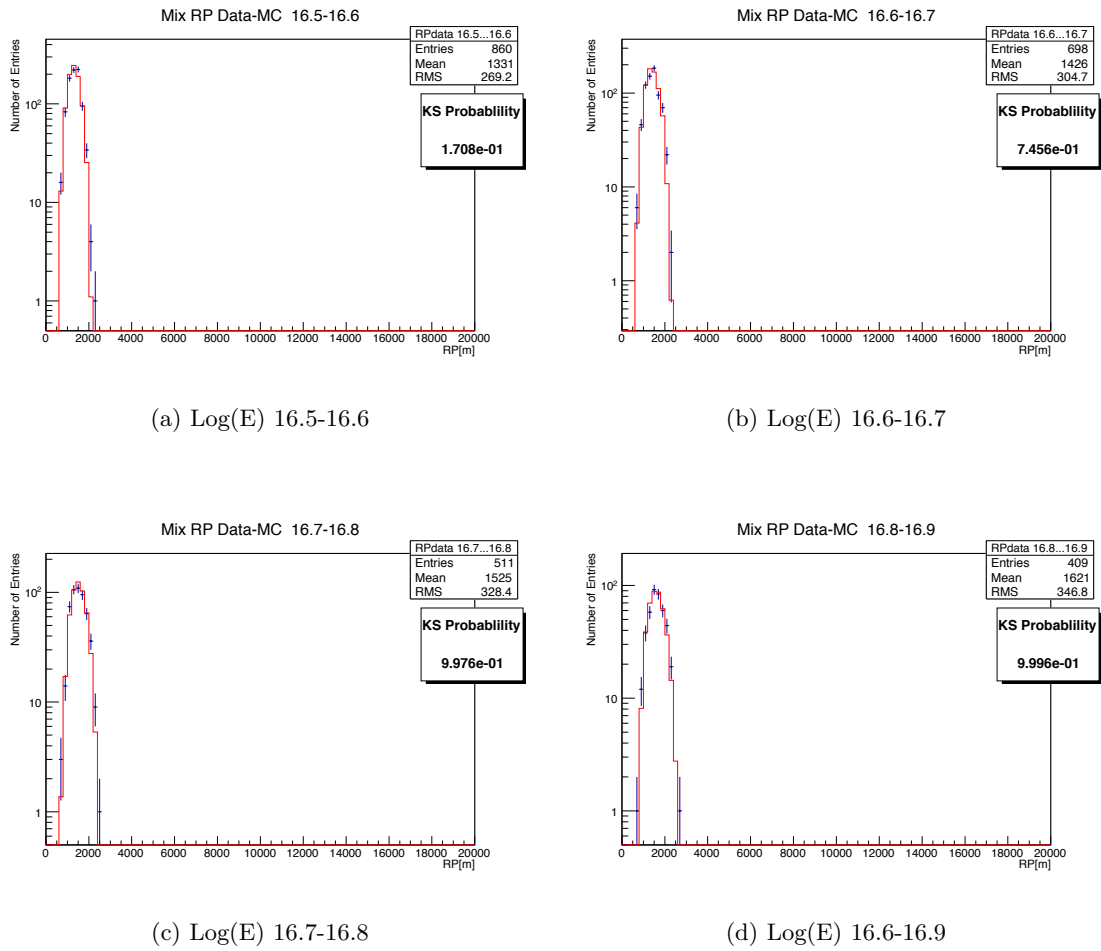 Mix RP Data-MC 16.5-16.6
Number of Entries
RPdata 16.5...16.6
Entries 860
Mean 1331
RMS 269.2
KS Probablility
1.708e-01
10²
10
1
0 2000 4000 6000 8000 10000 12000 14000 16000 18000 20000
RP[m]
(a) Log(E) 16.5-16.6
Mix RP Data-MC 16.6-16.7
Number of Entries
RPdata 16.6...16.7
Entries 698
Mean 1426
RMS 304.7
KS Probablility
7.456e-01
10²
10
1
0 2000 4000 6000 8000 10000 12000 14000 16000 18000 20000
RP[m]
(b) Log(E) 16.6-16.7
Mix RP Data-MC 16.7-16.8
Number of Entries
RPdata 16.7...16.8
Entries 511
Mean 1525
RMS 328.4
KS Probablility
9.976e-01
10²
10
1
0 2000 4000 6000 8000 10000 12000 14000 16000 18000 20000
RP[m]
(c) Log(E) 16.7-16.8
Mix RP Data-MC 16.8-16.9
Number of Entries
RPdata 16.8...16.9
Entries 409
Mean 1621
RMS 346.8
KS Probablility
9.996e-01
10²
10
1
0 2000 4000 6000 8000 10000 12000 14000 16000 18000 20000
RP[m]
(d) Log(E) 16.6-16.9